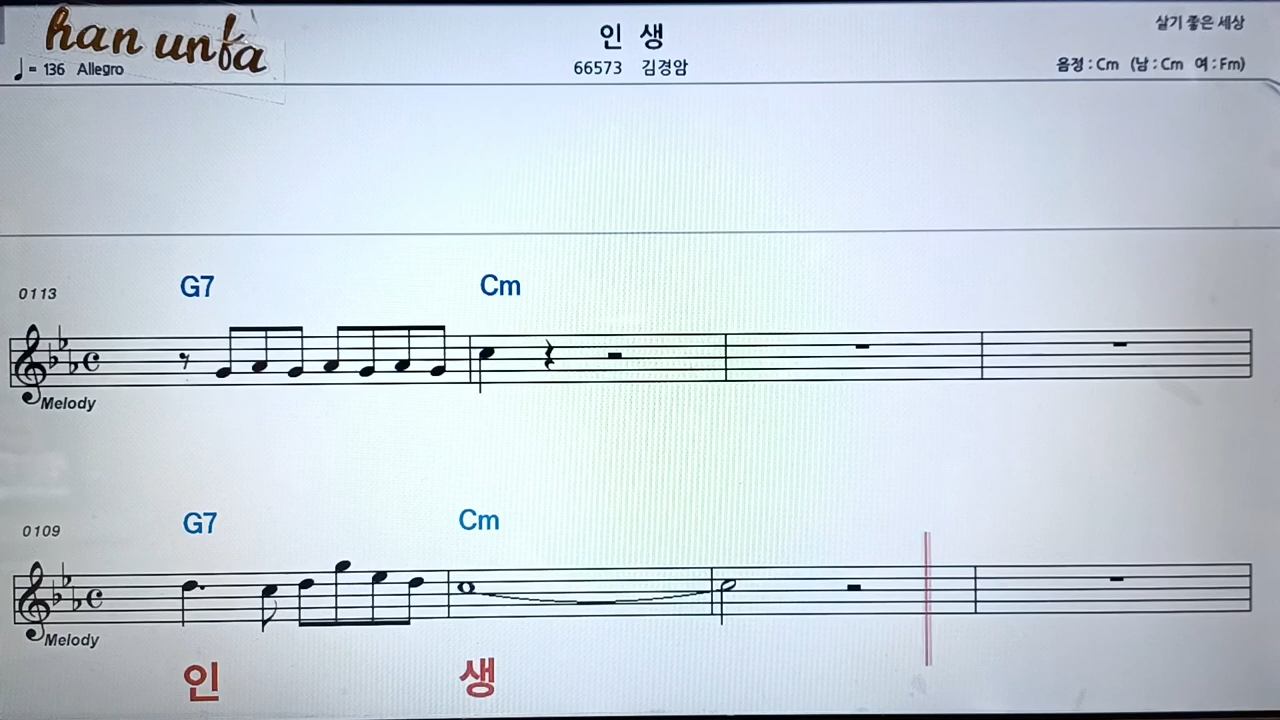 han unfa
인 생
살기 좋은 세상
♩= 136 Allegro
66573 김경암
음정 : Cm (남 : Cm 여 : Fm)
G7 Cm
0113
Melody
G7 Cm
0109
Melody
인 생